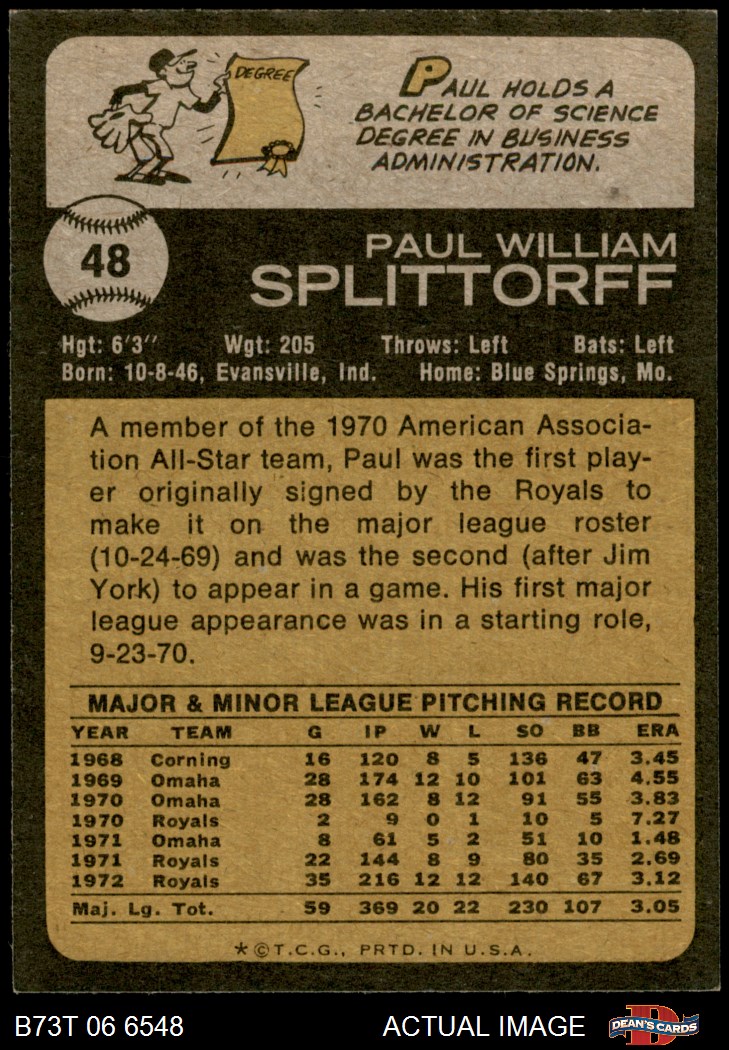 DEGREE
PAUL HOLDS A
BACHELOR OF SCIENCE
DEGREE IN BUSINESS
ADMINISTRATION.
48
PAUL WILLIAM
SPLITTORFF
Hgt: 6'3" Wgt: 205 Throws: Left Bats: Left
Born: 10-8-46, Evansville, Ind. Home: Blue Springs, Mo.
A member of the 1970 American Associa-
tion All-Star team, Paul was the first play-
er originally signed by the Royals to
make it on the major league roster
(10-24-69) and was the second (after Jim
York) to appear in a game. His first major
league appearance was in a starting role,
9-23-70.
MAJOR & MINOR LEAGUE PITCHING RECORD
YEAR TEAM G IP W L SO BB ERA
1968 Corning 16 120 8 5 136 47 3.45
1969 Omaha 28 174 12 10 101 63 4.55
1970 Omaha 28 162 8 12 91 55 3.83
1970 Royals 2 9 0 1 10 5 7.27
1971 Omaha 8 61 5 2 51 10 1.48
1971 Royals 22 144 8 9 80 35 2.69
1972 Royals 35 216 12 12 140 67 3.12
Maj. Lg. Tot. 59 369 20 22 230 107 3.05
*©T.C.G., PRTD. IN U.S.A.
B73T 06 6548 ACTUAL IMAGE DEAN'S CARDS